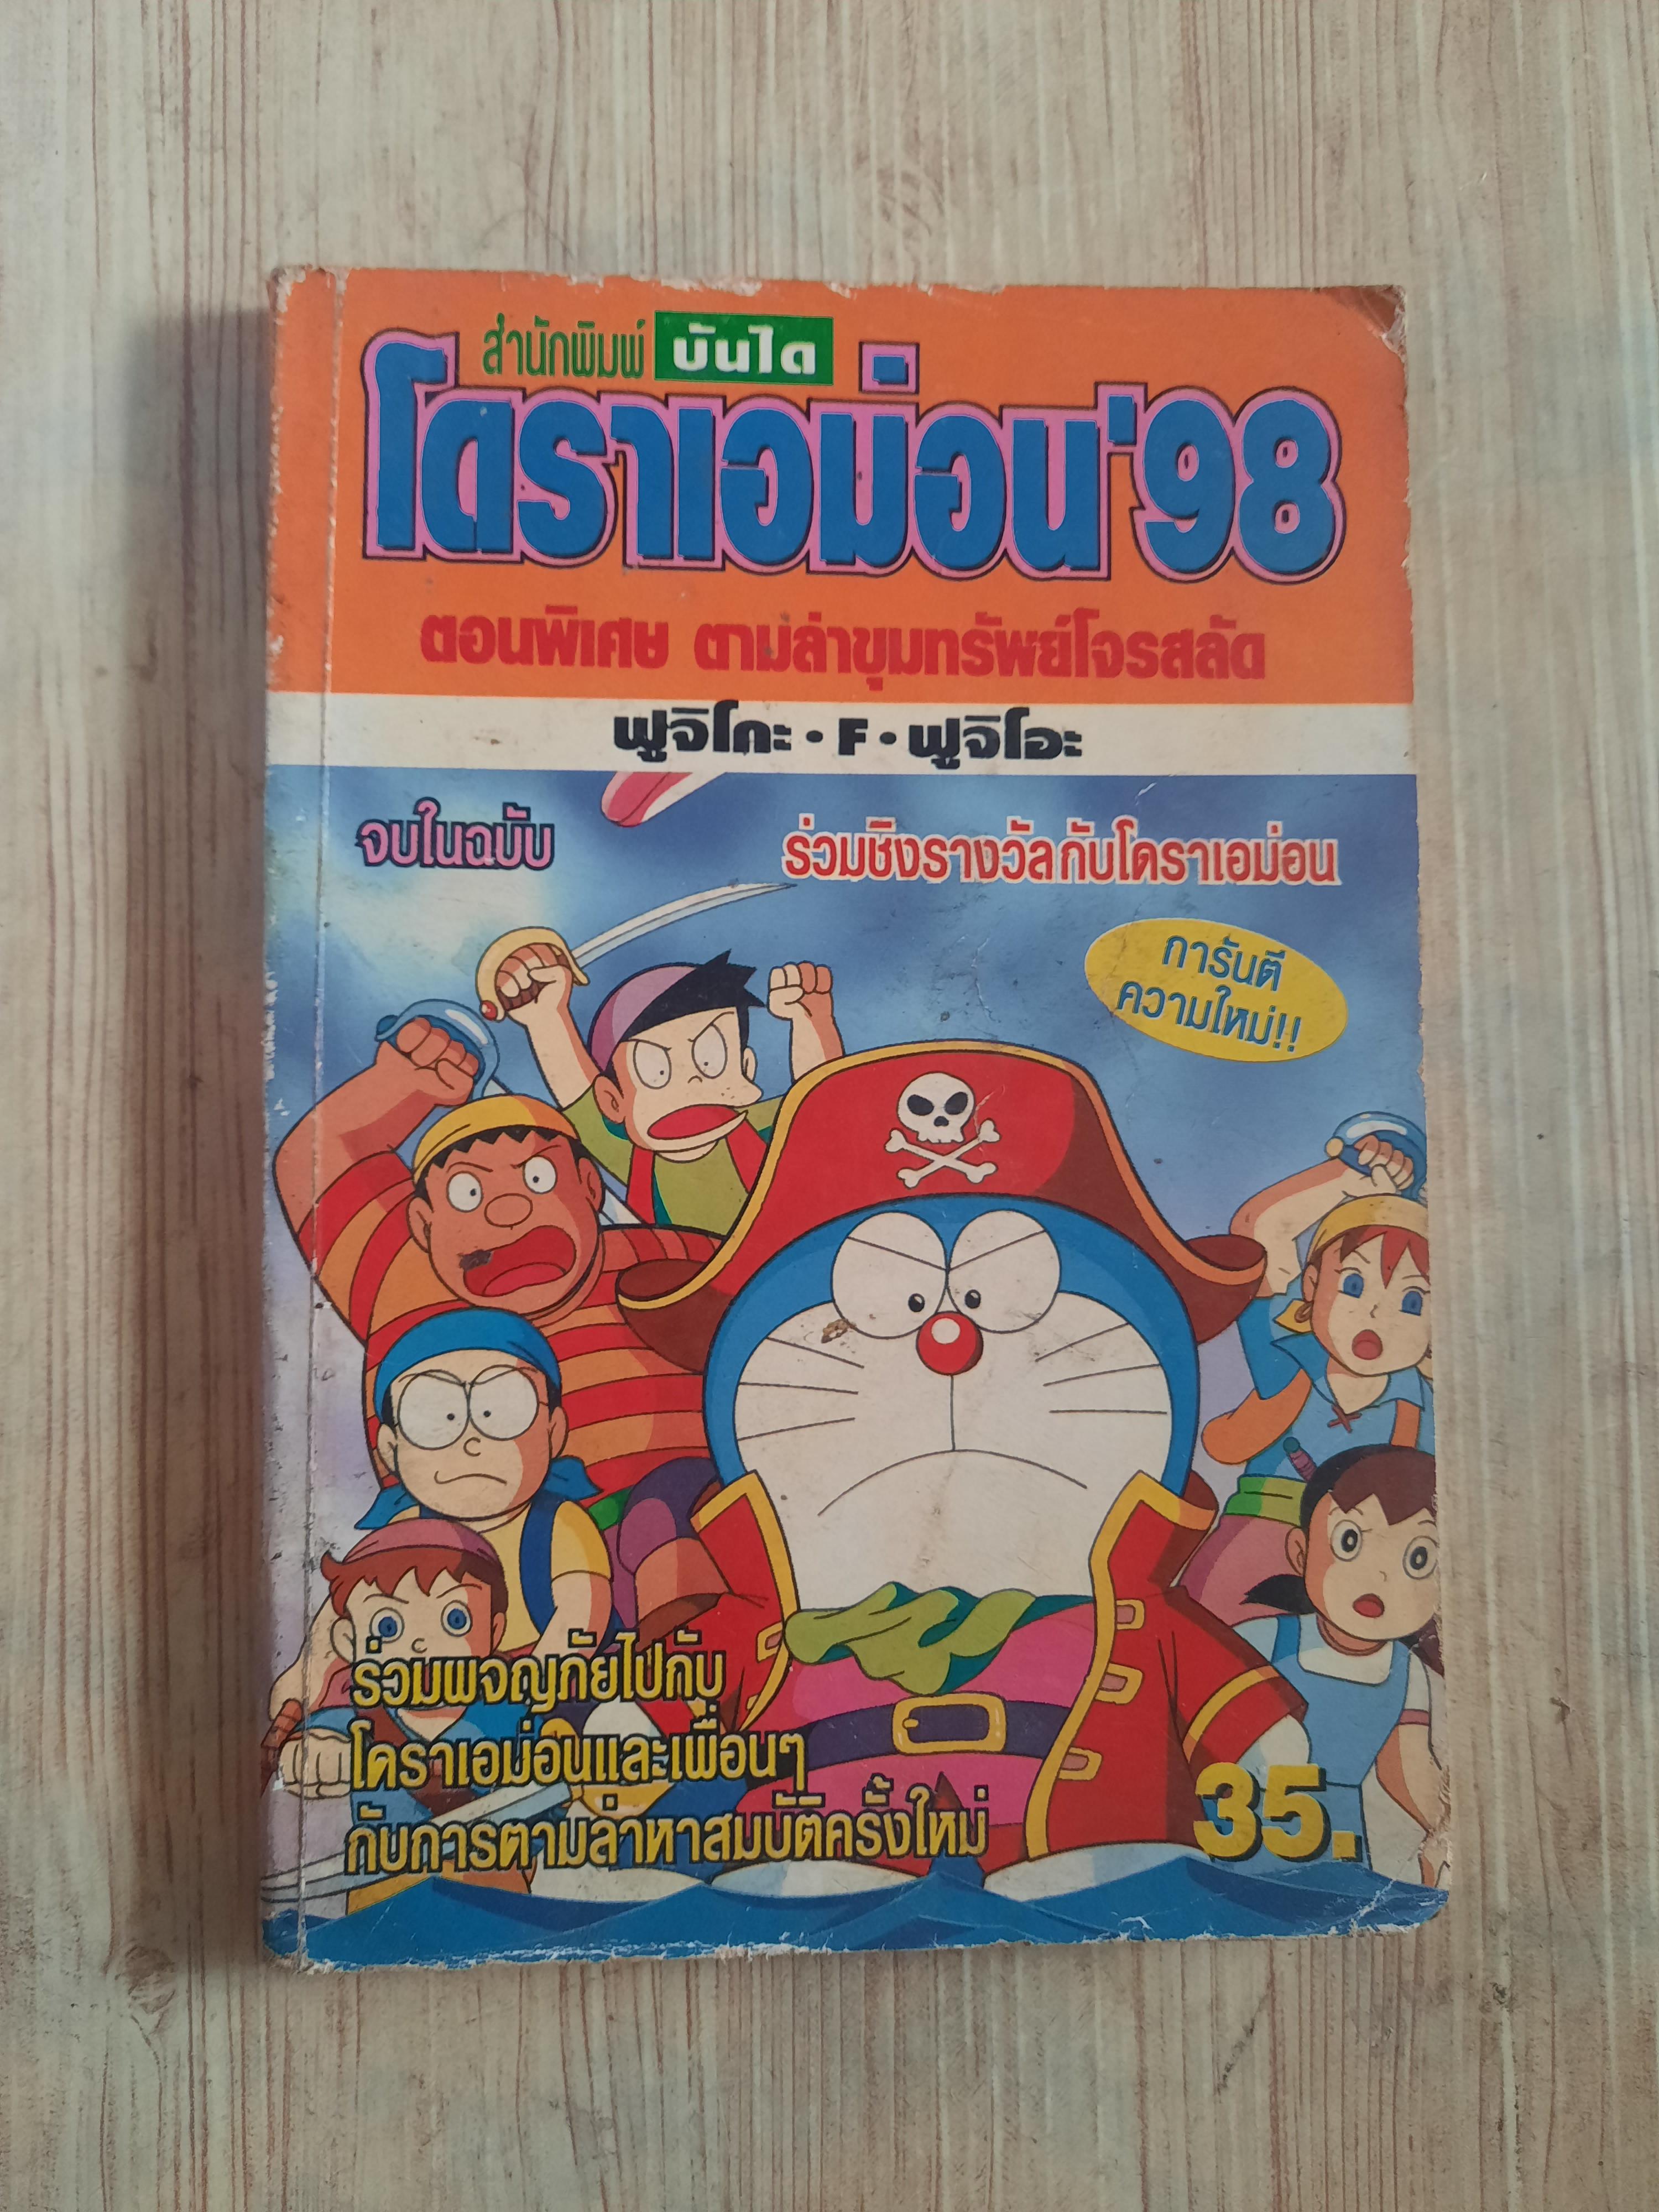 สำนักพิมพ์ บันได
โดราเอม่อน'98
ตอนพิเศษ ตามล่าขุมทรัพย์โจรสลัด
ฟูจิโกะ・F・ฟูจิโอะ
จบในฉบับ
ร่วมชิงรางวัลกับโดราเอม่อน
การันตี
ความใหม่!!
ร่วมผจญภัยไปกับ
โดราเอม่อนและเพื่อนๆ
กับการตามล่าหาสมบัติครั้งใหม่
35.